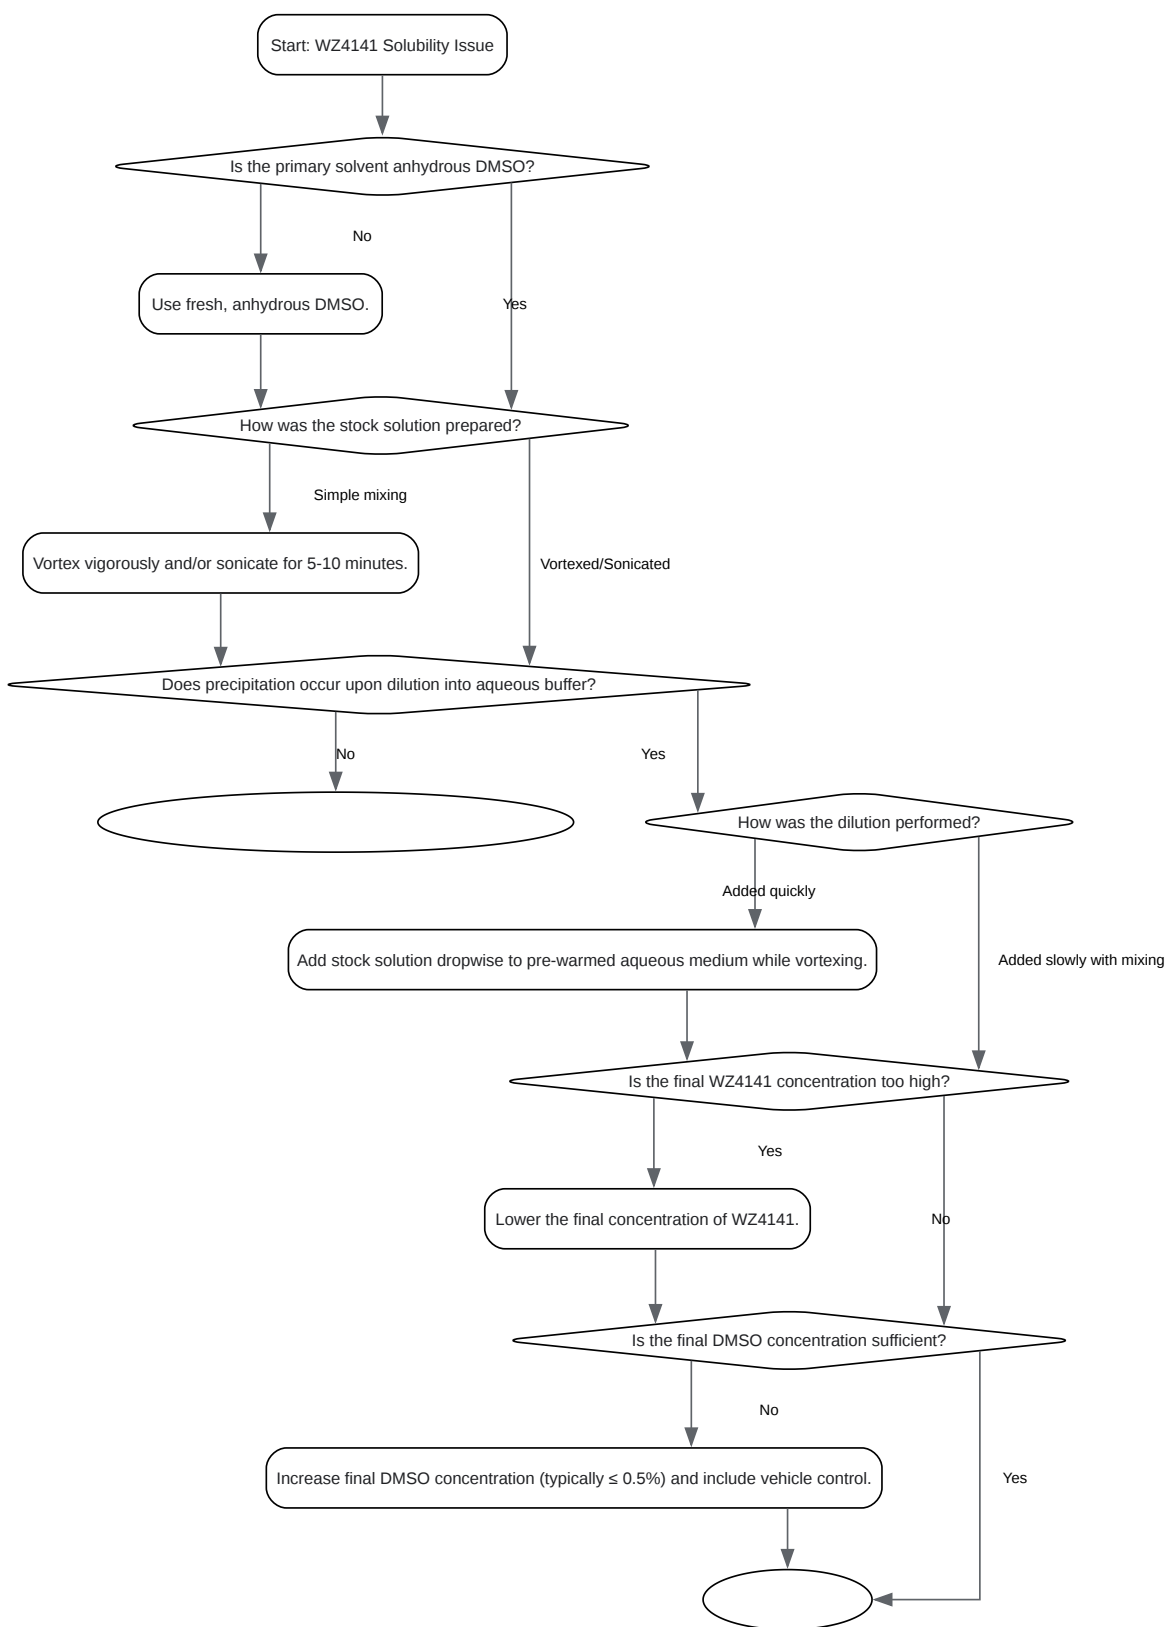 Start: WZ4141 Solubility Issue
Is the primary solvent anhydrous DMSO?
No
Use fresh, anhydrous DMSO.
Yes
How was the stock solution prepared?
Simple mixing
Vortex vigorously and/or sonicate for 5-10 minutes.
Vortexed/Sonicated
Does precipitation occur upon dilution into aqueous buffer?
No
Yes
How was the dilution performed?
Added quickly
Add stock solution dropwise to pre-warmed aqueous medium while vortexing.
Added slowly with mixing
Is the final WZ4141 concentration too high?
Yes
Lower the final concentration of WZ4141.
No
Is the final DMSO concentration sufficient?
No
Increase final DMSO concentration (typically ≤ 0.5%) and include vehicle control.
Yes